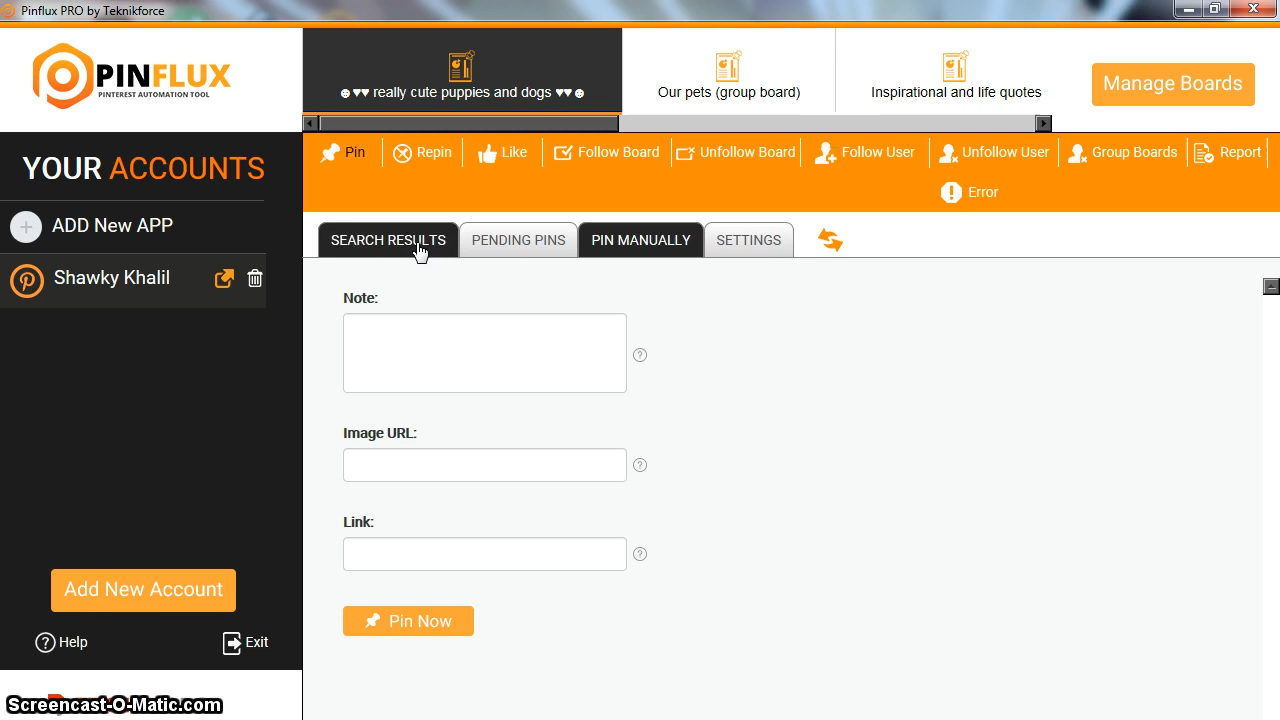 Pinflux PRO by Teknikforce
PINFLUX
PINTEREST AUTOMATION TOOL
☻♥♥ really cute puppies and dogs ♥♥☻
Our pets (group board)
Inspirational and life quotes
Manage Boards
YOUR ACCOUNTS
Pin
Repin
Like
Follow Board
Unfollow Board
Follow User
Unfollow User
Group Boards
Report
Error
ADD New APP
Shawky Khalil
SEARCH RESULTS
PENDING PINS
PIN MANUALLY
SETTINGS
Note:
Image URL:
Link:
Pin Now
Add New Account
Help
Exit
Screencast-O-Matic.com